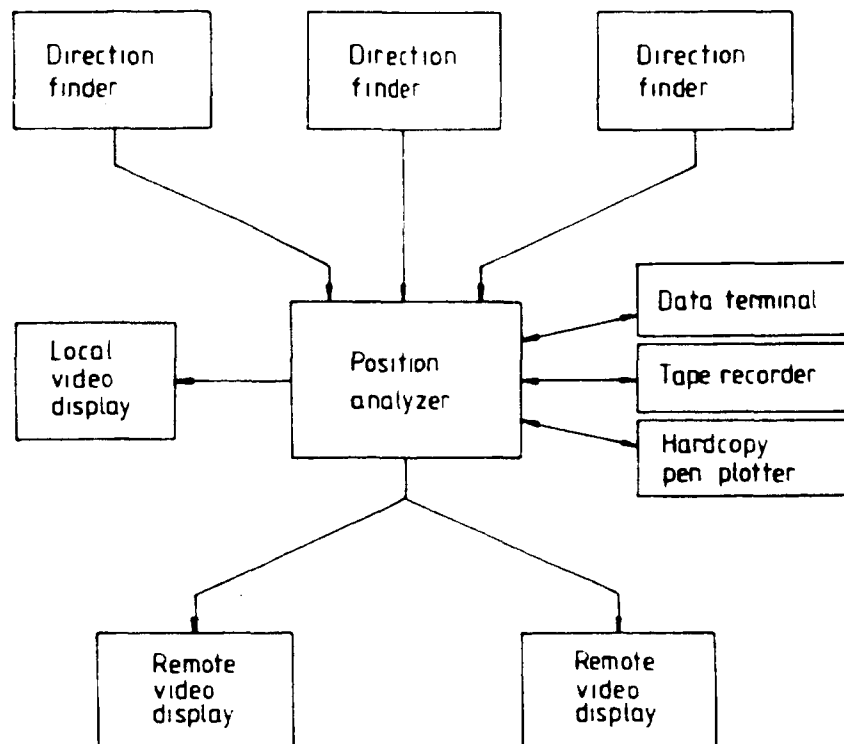 Direction
finder
Direction
finder
Direction
finder
Local
video
display
Position
analyzer
Data terminal
Tape recorder
Hardcopy
pen plotter
Remote
video
display
Remote
video
display